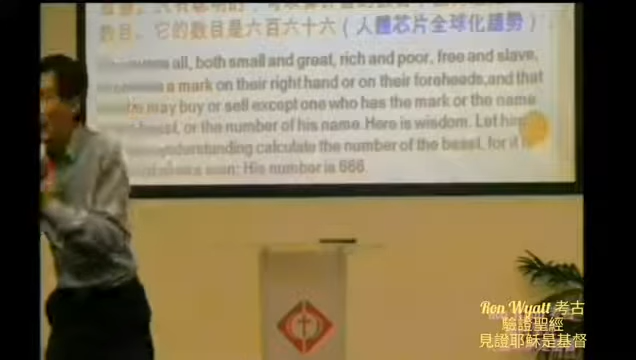 數目。它的數目是六百六十六（人體芯片全球化趨勢）
all, both small and great, rich and poor, free and slave,
a mark on their right hand or on their foreheads, and that
may buy or sell except one who has the mark or the name
beast, or the number of his name. Here is wisdom. Let
understanding calculate the number of the beast, for it
man: His number is 666.
Ron Wyatt 考古
驗證聖經
見證耶穌是基督